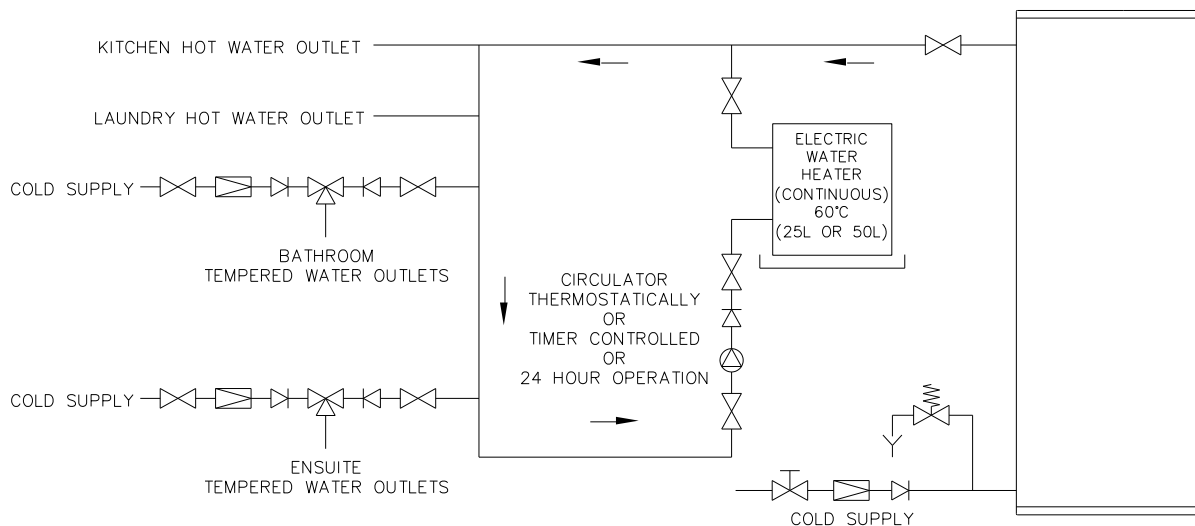 KITCHEN HOT WATER OUTLET
LAUNDRY HOT WATER OUTLET
ELECTRIC
WATER
HEATER
(CONTINUOUS)
60°C
(25L OR 50L)
COLD SUPPLY
BATHROOM
TEMPERED WATER OUTLETS
CIRCULATOR
THERMOSTATICALLY
OR
TIMER CONTROLLED
OR
24 HOUR OPERATION
COLD SUPPLY
ENSUITE
TEMPERED WATER OUTLETS
COLD SUPPLY